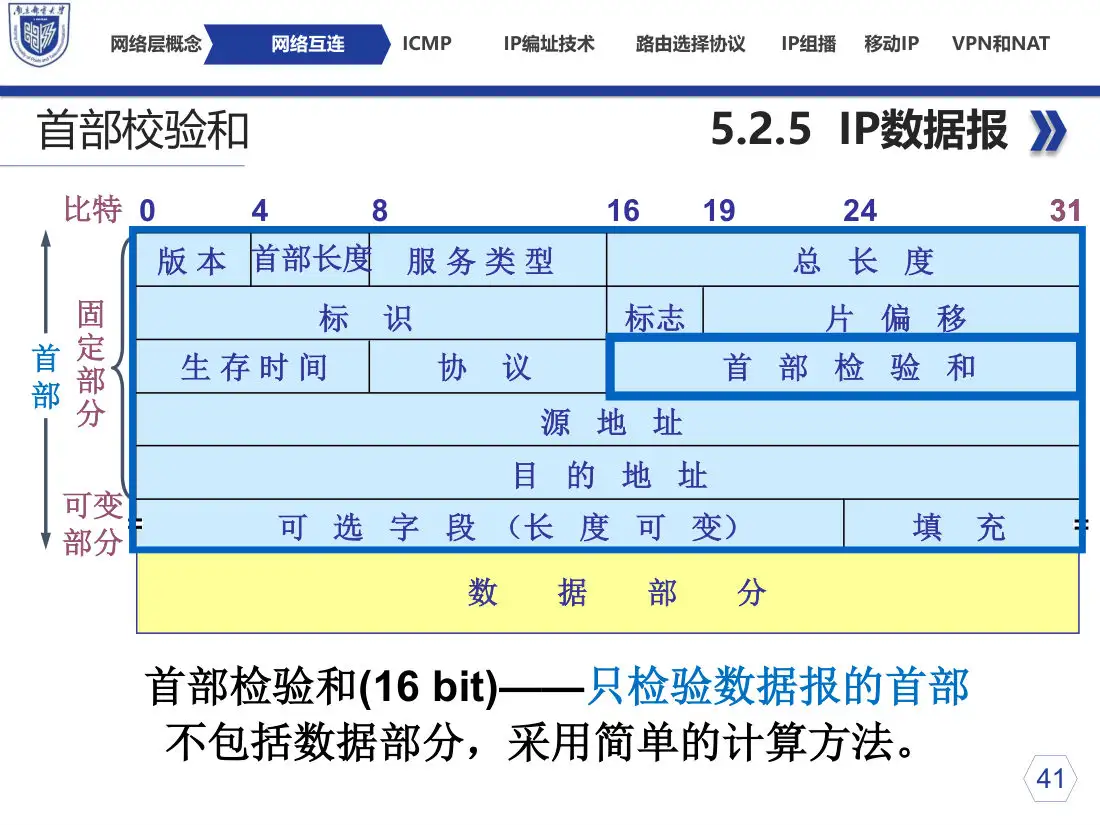 网络层概念 网络互连 ICMP IP编址技术 路由选择协议 IP组播 移动IP VPN和NAT
首部校验和
5.2.5 IP数据报
比特 0 4 8 16 19 24 31
版本 首部长度 服务类型 总长度
标识 标志 片偏移
生存时间 协议 首部检验和
源地址
目的地址
可选字段（长度可变） 填充
数据部分
首部
固定部分
可变
部分
=
=
首部检验和(16 bit)——只检验数据报的首部
不包括数据部分，采用简单的计算方法。
41